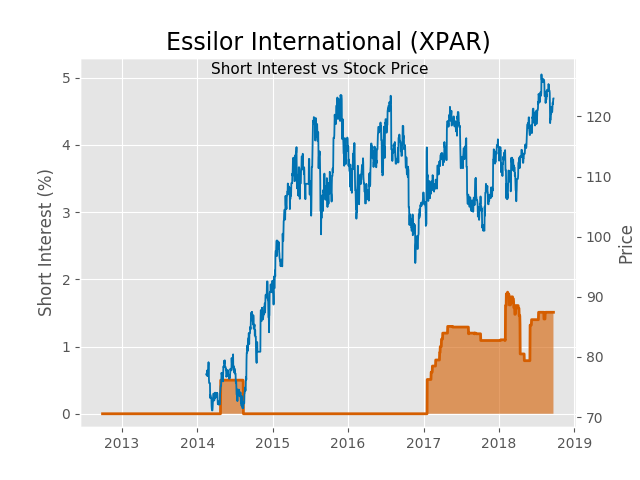 Essilor International (XPAR)
Short Interest vs Stock Price
Short Interest (%)
5
4
3
2
1
0
120
110
100
90
80
70
Price
2013 2014 2015 2016 2017 2018 2019